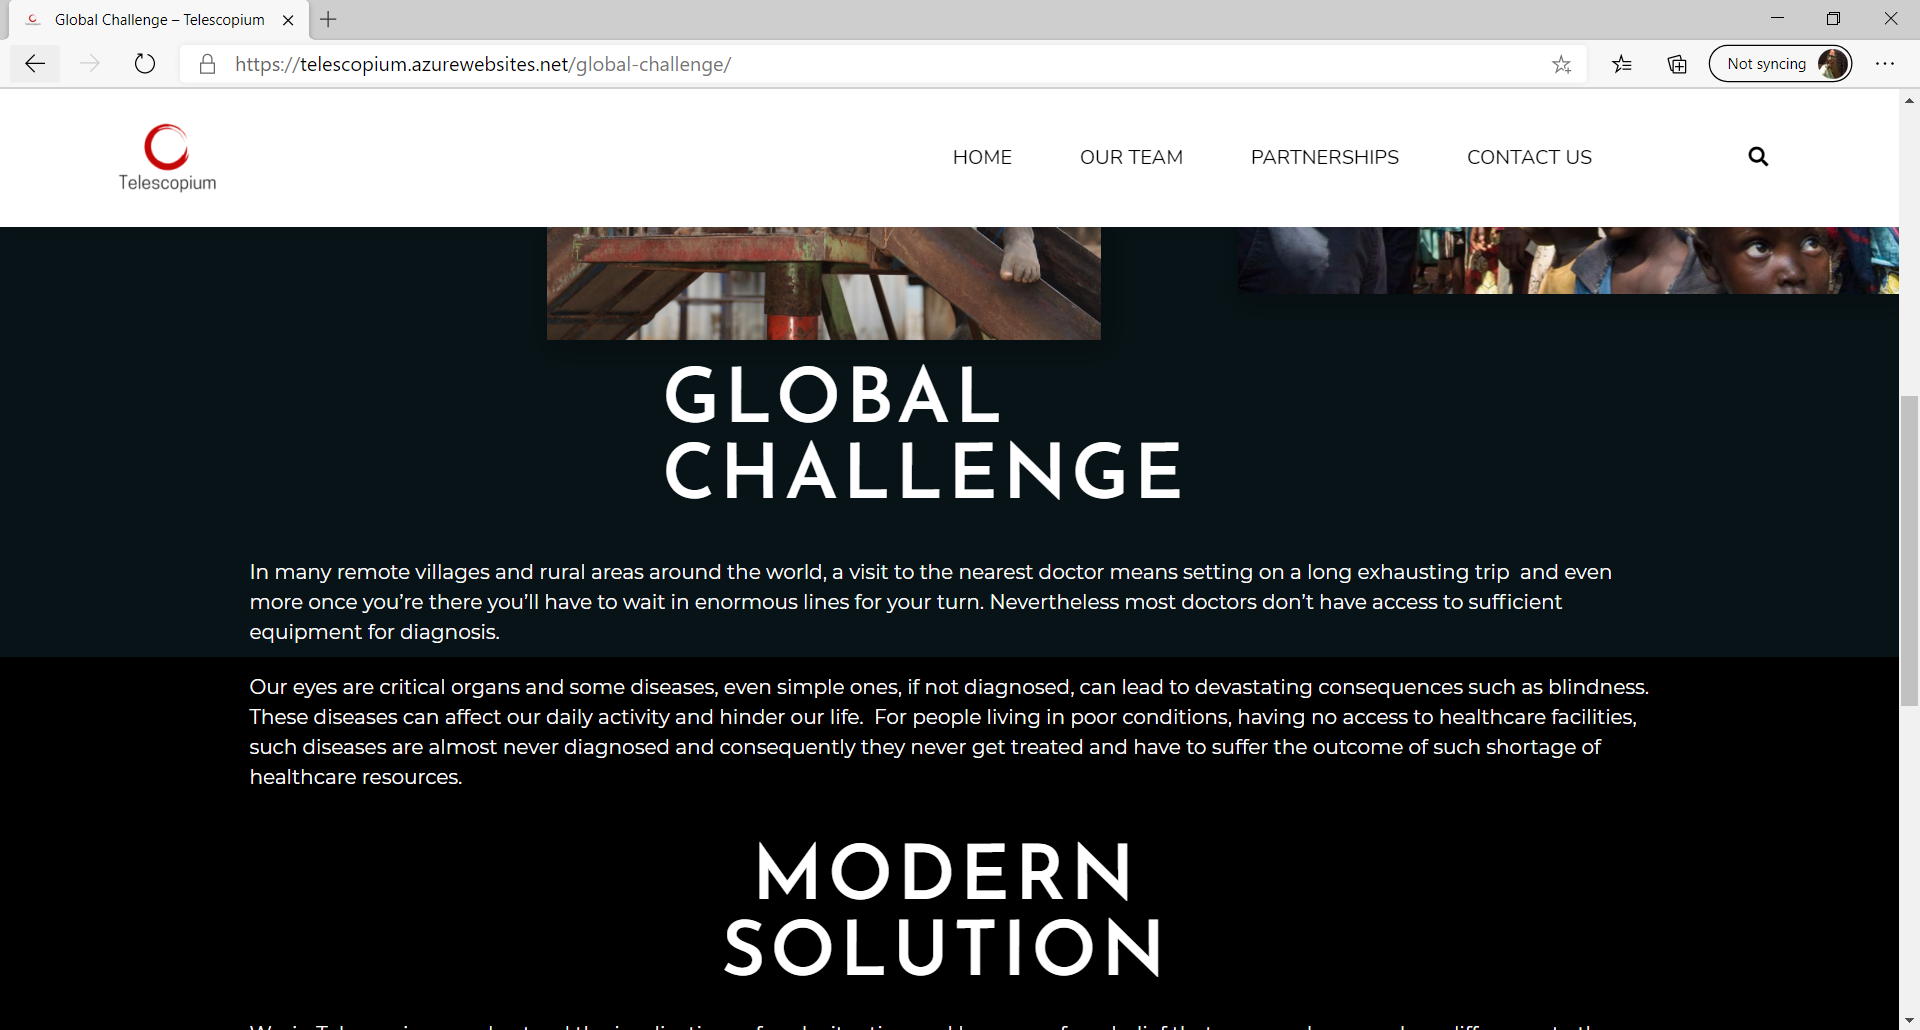 Global Challenge – Telescopium
https://telescopium.azurewebsites.net/global-challenge/
Not syncing
Telescopium
HOME
OUR TEAM
PARTNERSHIPS
CONTACT US
GLOBAL
CHALLENGE
In many remote villages and rural areas around the world, a visit to the nearest doctor means setting on a long exhausting trip  and even
more once you’re there you’ll have to wait in enormous lines for your turn. Nevertheless most doctors don’t have access to sufficient
equipment for diagnosis.
Our eyes are critical organs and some diseases, even simple ones, if not diagnosed, can lead to devastating consequences such as blindness.
These diseases can affect our daily activity and hinder our life.  For people living in poor conditions, having no access to healthcare facilities,
such diseases are almost never diagnosed and consequently they never get treated and have to suffer the outcome of such shortage of
healthcare resources.
MODERN
SOLUTION